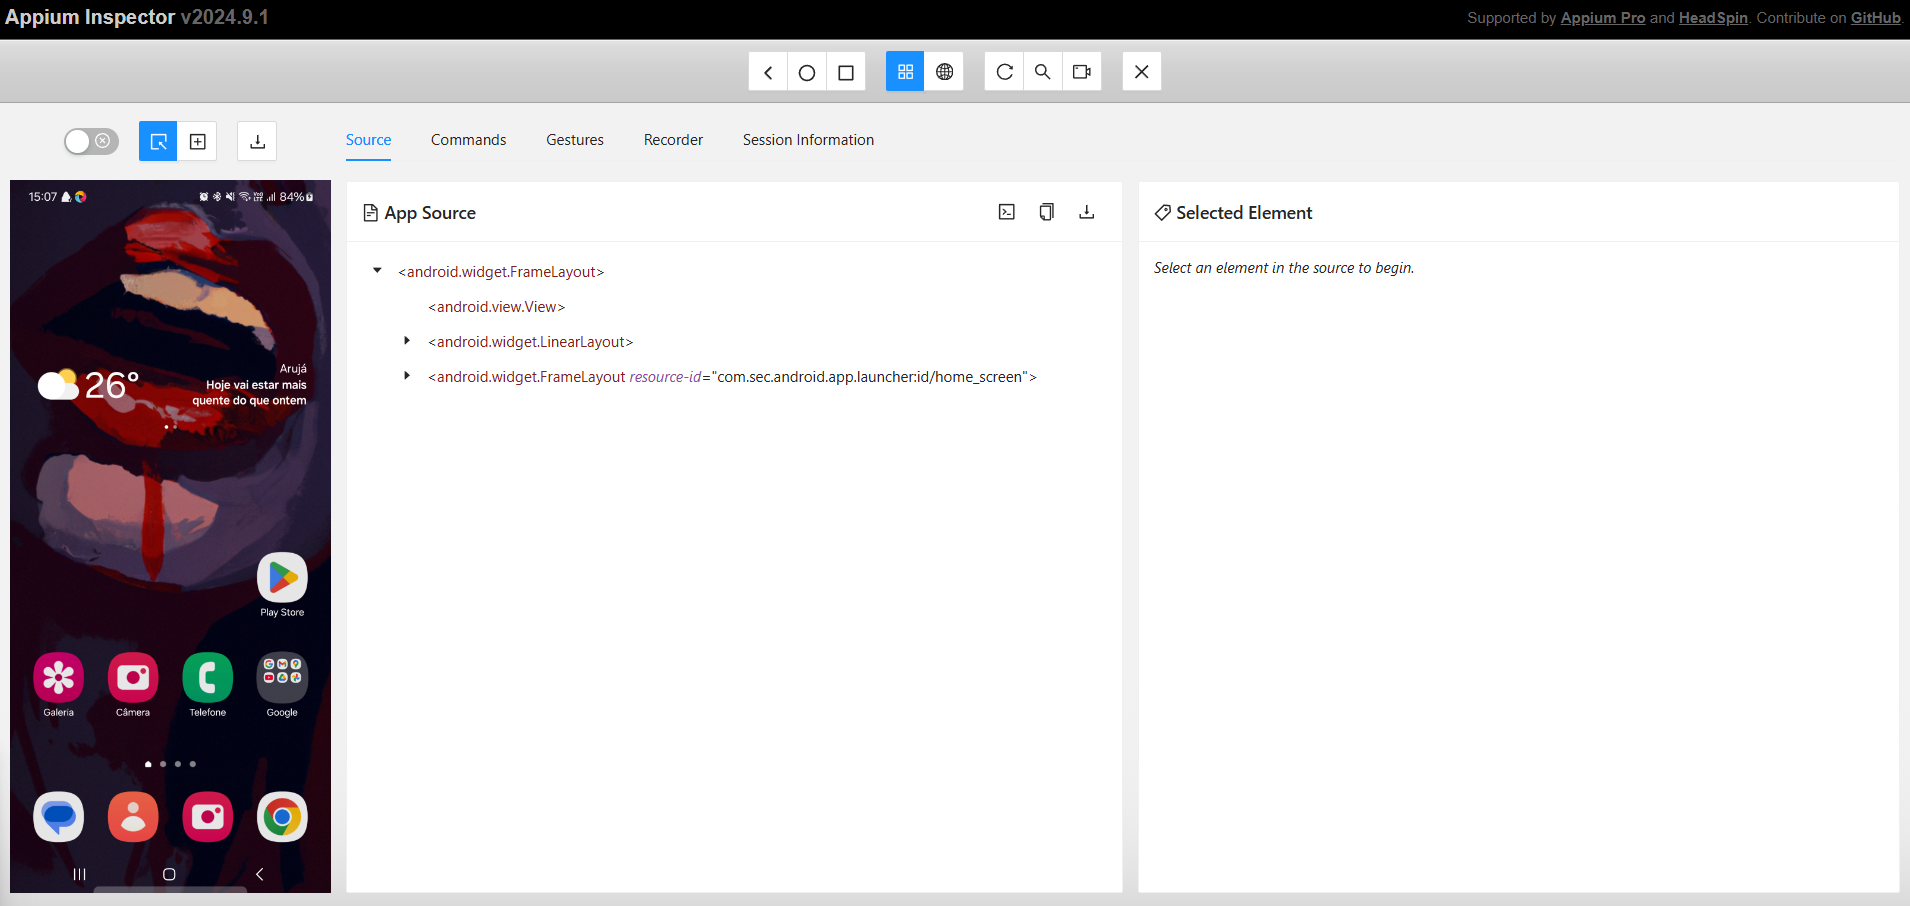 Appium Inspector v2024.9.1
Supported by Appium Pro and HeadSpin. Contribute on GitHub.
Source
Commands
Gestures
Recorder
Session Information
15:07
84%
Arujá
26°
Hoje vai estar mais
quente do que ontem
Play Store
Galeria
Câmera
Telefone
Google
App Source
<android.widget.FrameLayout>
<android.view.View>
<android.widget.LinearLayout>
<android.widget.FrameLayout resource-id="com.sec.android.app.launcher:id/home_screen">
Selected Element
Select an element in the source to begin.